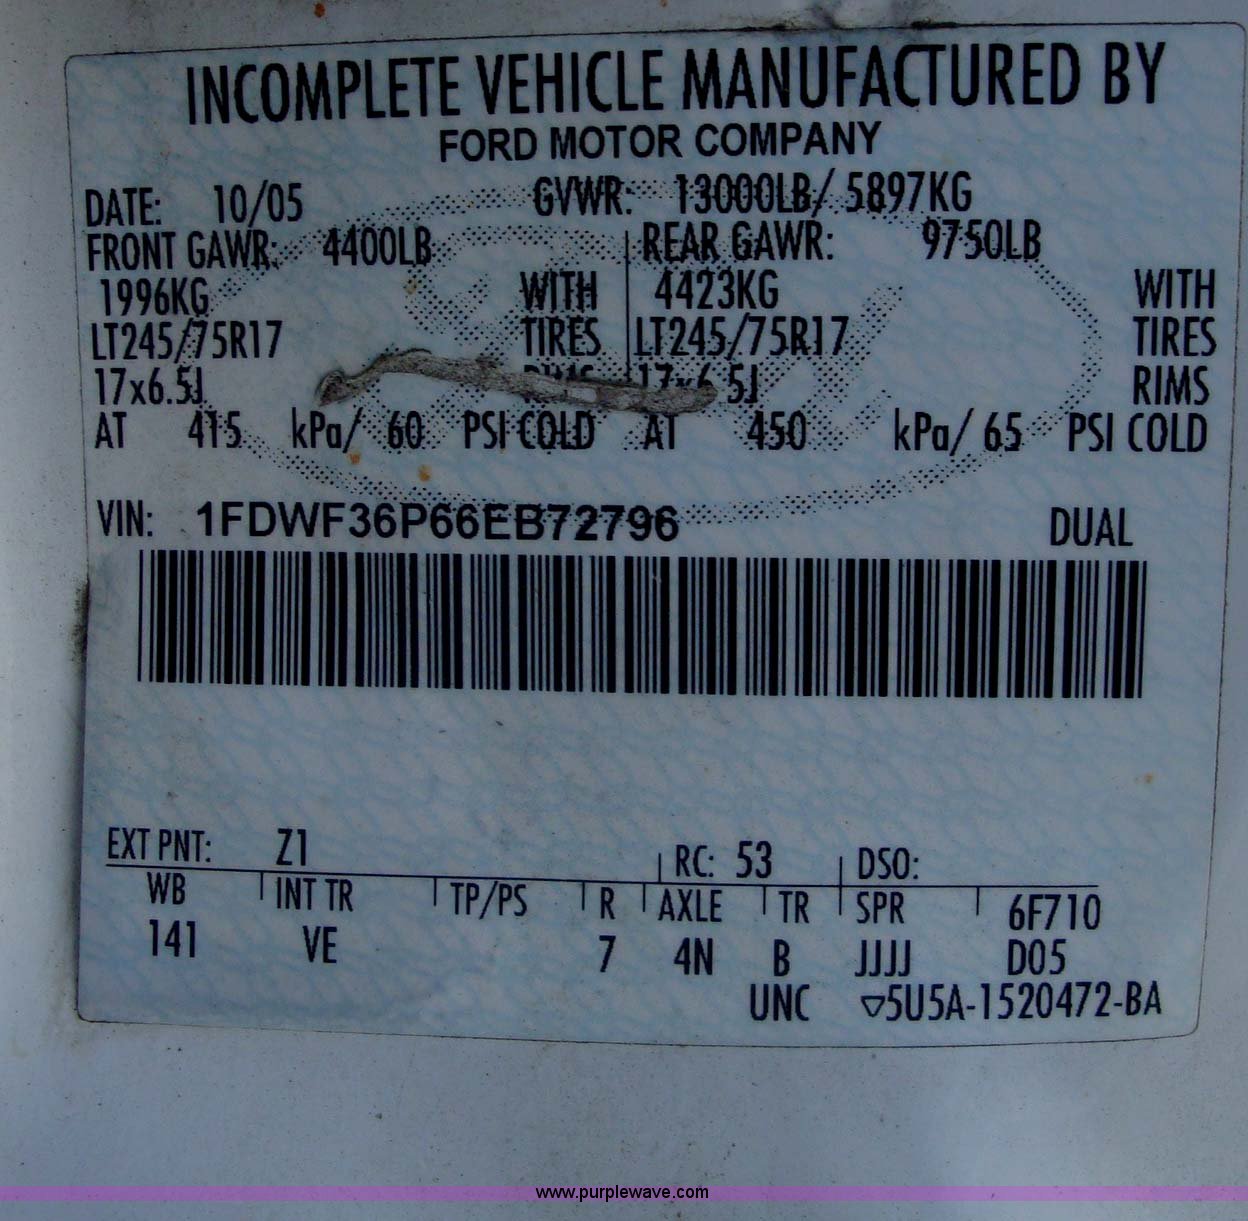 INCOMPLETE VEHICLE MANUFACTURED BY
FORD MOTOR COMPANY
DATE: 10/05 GVWR: 13000LB/ 5897KG
FRONT GAWR: 4400LB REAR GAWR: 9750LB
1996KG WITH 4423KG WITH
LT245/75R17 TIRES LT245/75R17 TIRES
17x6.5J RIMS 17x6.5J RIMS
AT 415 kPa/ 60 PSI COLD AT 450 kPa/ 65 PSI COLD
VIN: 1FDWF36P66EB72796 DUAL
EXT PNT: Z1 RC: 53 DSO:
WB INT TR TP/PS R AXLE TR SPR 6F710
141 VE 7 4N B JJJJ D05
UNC ▽5U5A-1520472-BA
www.purplewave.com